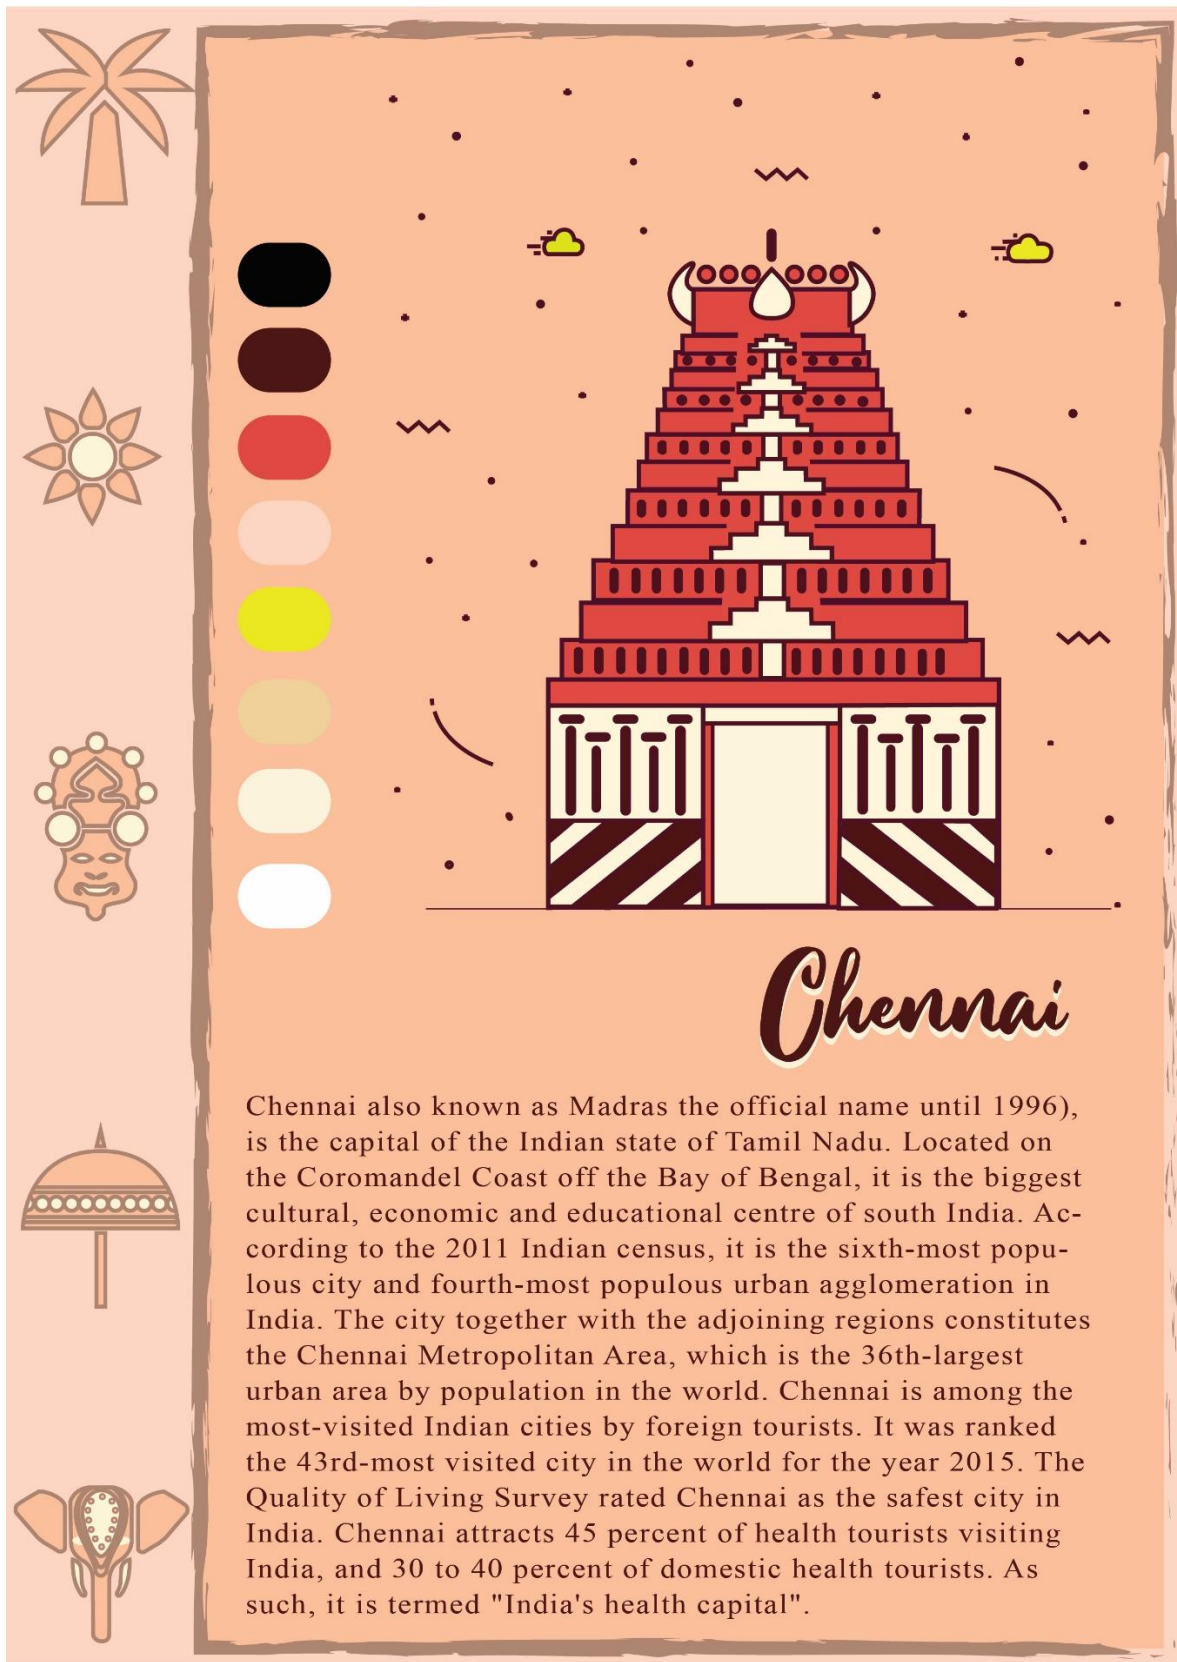 Chennai
Chennai also known as Madras the official name until 1996),
is the capital of the Indian state of Tamil Nadu. Located on
the Coromandel Coast off the Bay of Bengal, it is the biggest
cultural, economic and educational centre of south India. Ac-
cording to the 2011 Indian census, it is the sixth-most popu-
lous city and fourth-most populous urban agglomeration in
India. The city together with the adjoining regions constitutes
the Chennai Metropolitan Area, which is the 36th-largest
urban area by population in the world. Chennai is among the
most-visited Indian cities by foreign tourists. It was ranked
the 43rd-most visited city in the world for the year 2015. The
Quality of Living Survey rated Chennai as the safest city in
India. Chennai attracts 45 percent of health tourists visiting
India, and 30 to 40 percent of domestic health tourists. As
such, it is termed "India's health capital".